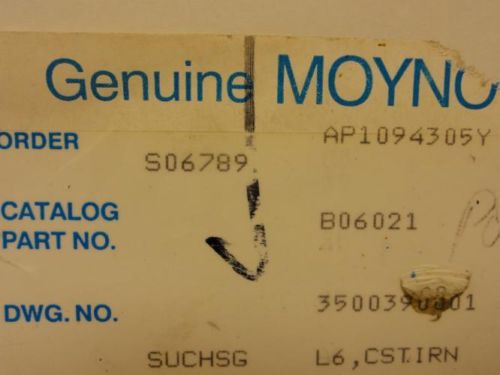 Genuine MOYNO
ORDER AP1094305Y
S06789
CATALOG B06021
PART NO.
DWG. NO.
SUCHSG L6,CST.IRN